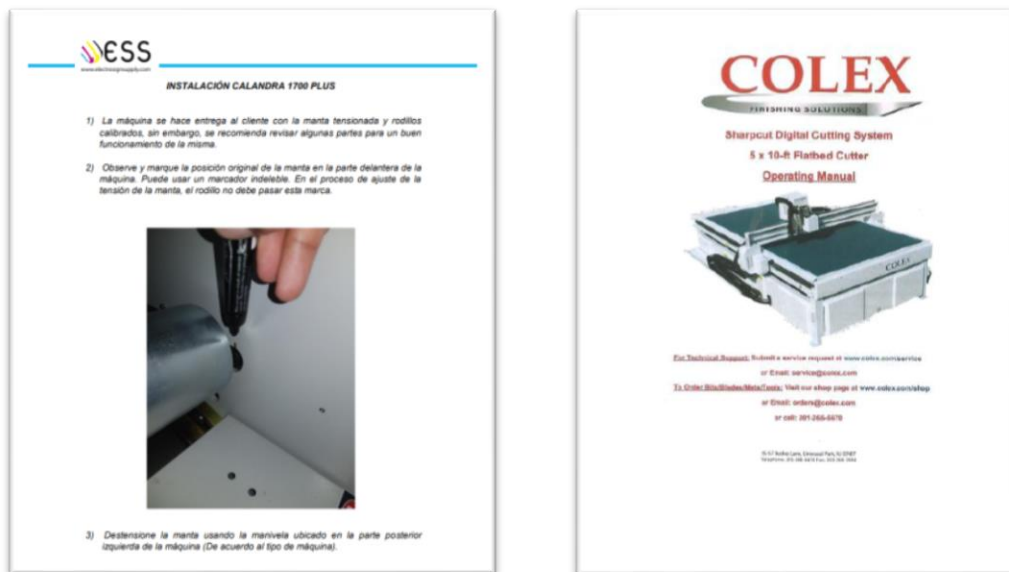 ESS
INSTALACIÓN CALANDRA 1700 PLUS
1) La máquina se hace entrega al cliente con la manta tensionada y rodillos
calibrados, sin embargo, se recomienda revisar algunas partes para un buen
funcionamiento de la misma.
2) Observe y marque la posición original de la manta en la parte delantera de la
máquina. Puede usar un marcador indeleble. En el proceso de ajuste de la
tensión de la manta, el rodillo no debe pasar esta marca.
3) Destensione la manta usando la manivela ubicado en la parte posterior
izquierda de la máquina (De acuerdo al tipo de máquina).
COLEX
FINISHING SOLUTIONS
Sharpcut Digital Cutting System
5 x 10-ft Flatbed Cutter
Operating Manual
COLEX
For Technical Support: Submit a service request at www.colex.com/service
or Email: service@colex.com
To Order Bits/Blades/Mats/Tools: Visit our shop page at www.colex.com/shop
or Email: orders@colex.com
or call: 201-265-5670